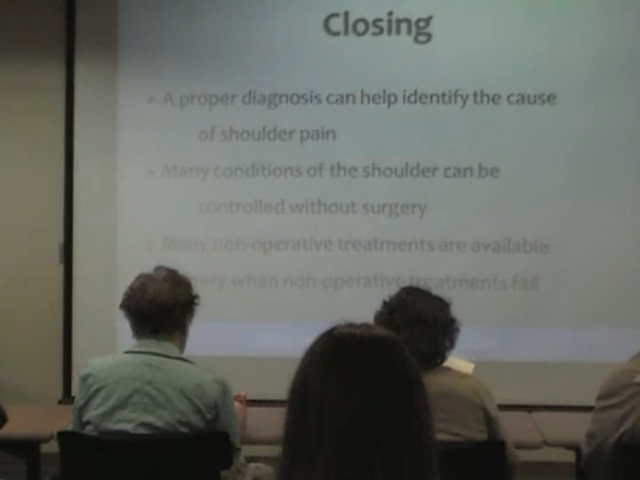 Closing
• A proper diagnosis can help identify the cause
of shoulder pain
• Many conditions of the shoulder can be
controlled without surgery
• Many non-operative treatments are available
when non-operative treatments fail